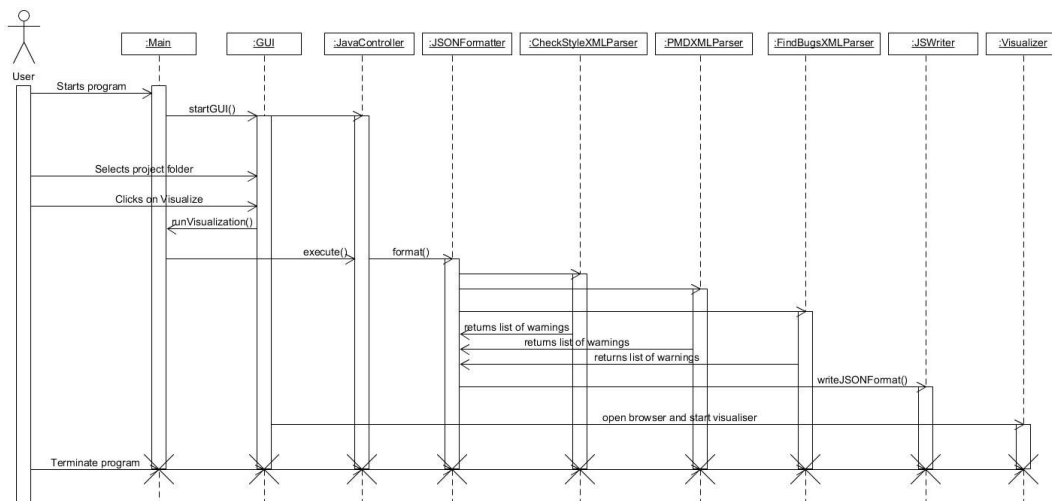 :Main
:GUI
:JavaController
:JSONFormatter
:CheckStyleXMLParser
:PMDXMLParser
:FindBugsXMLParser
:JSWriter
:Visualizer
User
Starts program
startGUI()
Selects project folder
Clicks on Visualize
runVisualization()
execute()
format()
returns list of warnings
returns list of warnings
returns list of warnings
writeJSONFormat()
open browser and start visualiser
Terminate program